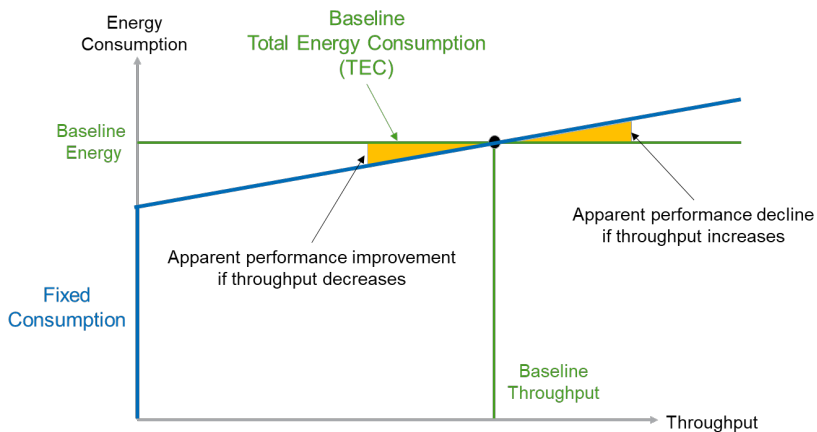 Energy
Consumption
Baseline
Total Energy Consumption
(TEC)
Baseline
Energy
Apparent performance decline
if throughput increases
Apparent performance improvement
if throughput decreases
Fixed
Consumption
Baseline
Throughput
Throughput